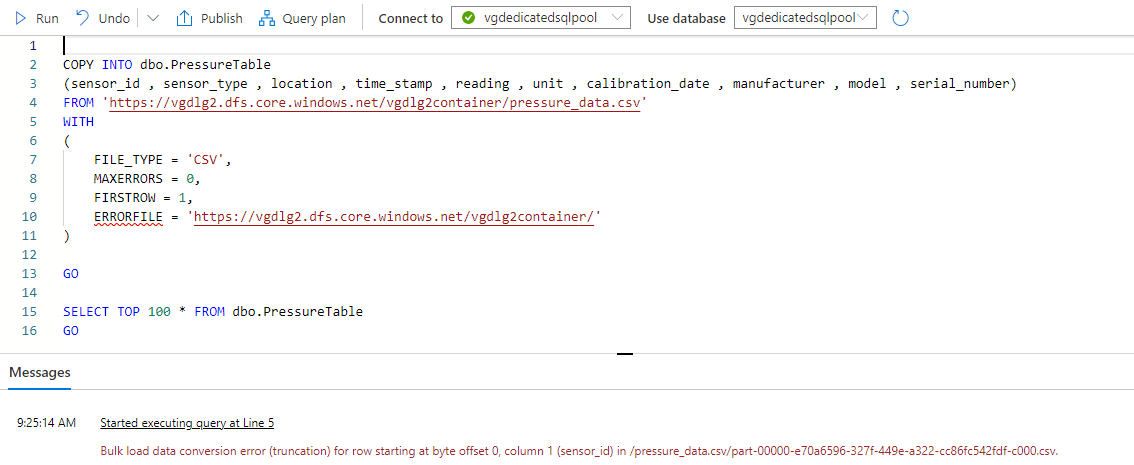 Run Undo Publish Query plan Connect to vgdedicatedsqlpool Use database vgdedicatedsqlpool
1
2 COPY INTO dbo.PressureTable
3 (sensor_id , sensor_type , location , time_stamp , reading , unit , calibration_date , manufacturer , model , serial_number)
4 FROM 'https://vgdlg2.dfs.core.windows.net/vgdlg2container/pressure_data.csv'
5 WITH
6 (
7 FILE_TYPE = 'CSV',
8 MAXERRORS = 0,
9 FIRSTROW = 1,
10 ERRORFILE = 'https://vgdlg2.dfs.core.windows.net/vgdlg2container/'
11 )
12
13 GO
14
15 SELECT TOP 100 * FROM dbo.PressureTable
16 GO
Messages
9:25:14 AM Started executing query at Line 5
Bulk load data conversion error (truncation) for row starting at byte offset 0, column 1 (sensor_id) in /pressure_data.csv/part-00000-e70a6596-327f-449e-a322-cc86fc542fdf-c000.csv.